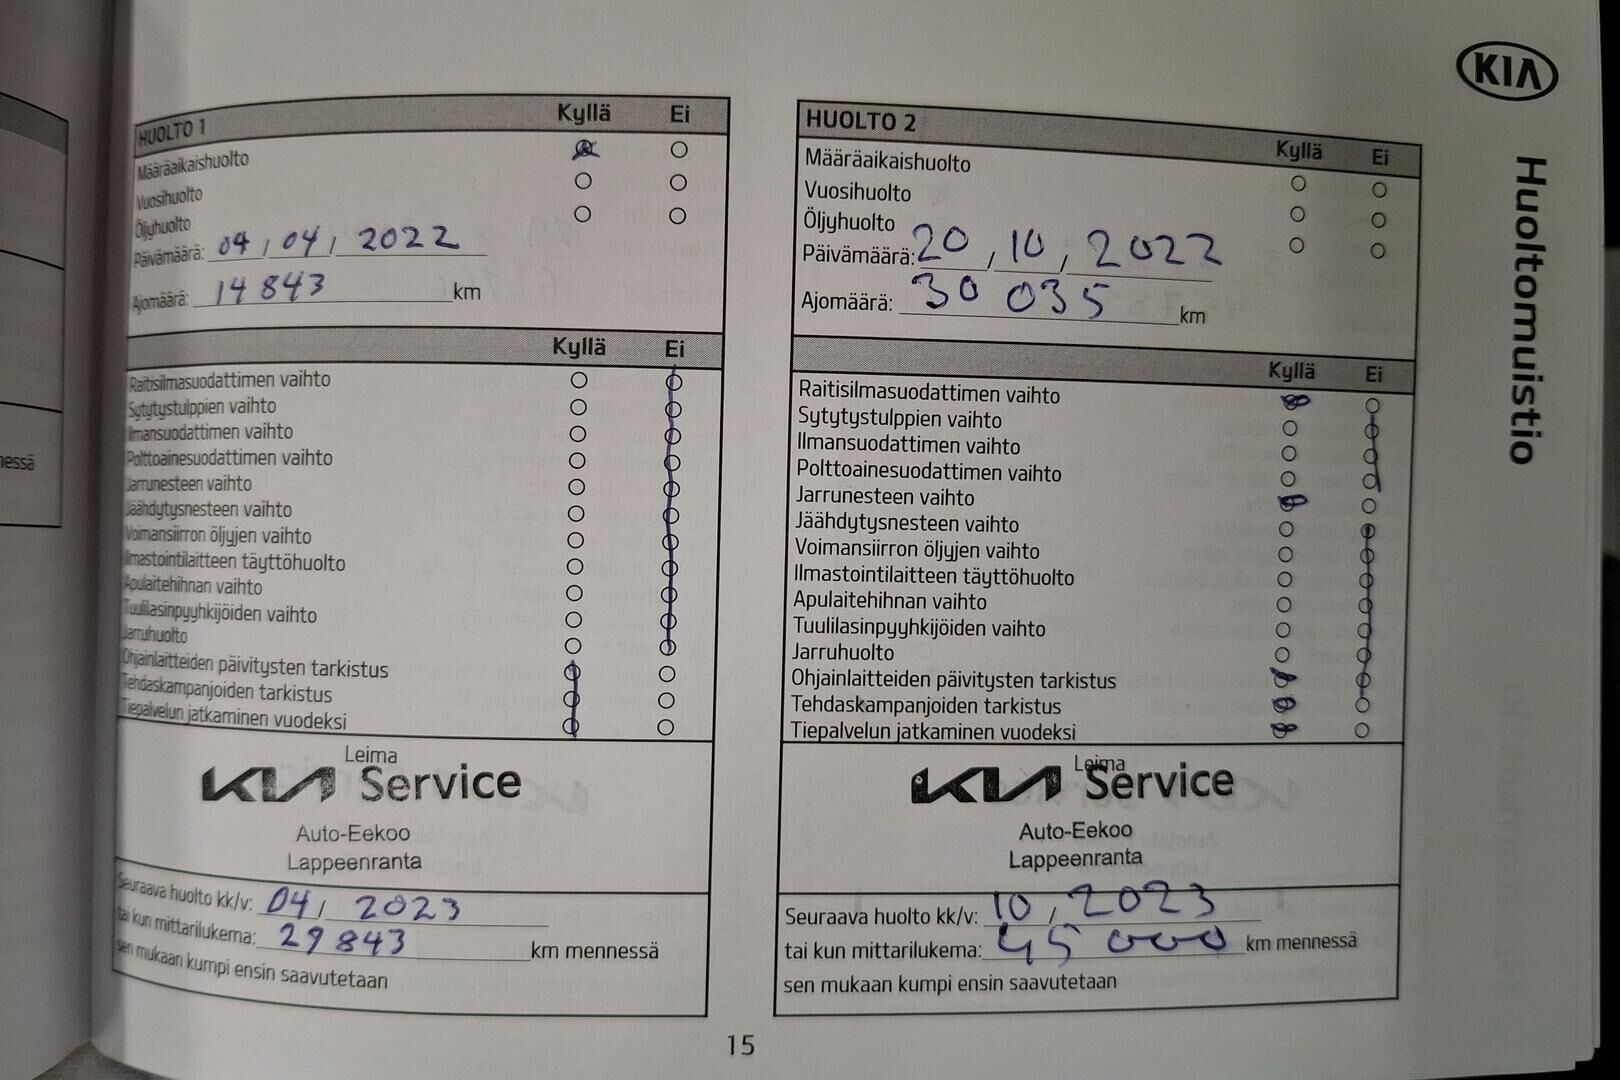 KIA
Huoltomuistio
HUOLTO 1 Kyllä Ei
Määräaikaishuolto
Vuosihuolto
Öljyhuolto
Päivämäärä: 04 / 04 / 2022
Ajomäärä: 14 843 km
Kyllä Ei
Raitisilmasuodattimen vaihto
Sytytystulppien vaihto
Ilmansuodattimen vaihto
Polttoainesuodattimen vaihto
Jarrunesteen vaihto
Jäähdytysnesteen vaihto
Voimansiirron öljyjen vaihto
Ilmastointilaitteen täyttöhuolto
Apulaitehihnan vaihto
Tuulilasinpyyhkijöiden vaihto
Jarruhuolto
Ohjainlaitteiden päivitysten tarkistus
Tehdaskampanjoiden tarkistus
Tiepalvelun jatkaminen vuodeksi
Leima
KIA Service
Auto-Eekoo
Lappeenranta
Seuraava huolto kk/v: 04 / 2023
tai kun mittarilukema: 29 843 km mennessä
sen mukaan kumpi ensin saavutetaan
HUOLTO 2 Kyllä Ei
Määräaikaishuolto
Vuosihuolto
Öljyhuolto
Päivämäärä: 20 / 10 / 2022
Ajomäärä: 30 035 km
Kyllä Ei
Raitisilmasuodattimen vaihto
Sytytystulppien vaihto
Ilmansuodattimen vaihto
Polttoainesuodattimen vaihto
Jarrunesteen vaihto
Jäähdytysnesteen vaihto
Voimansiirron öljyjen vaihto
Ilmastointilaitteen täyttöhuolto
Apulaitehihnan vaihto
Tuulilasinpyyhkijöiden vaihto
Jarruhuolto
Ohjainlaitteiden päivitysten tarkistus
Tehdaskampanjoiden tarkistus
Tiepalvelun jatkaminen vuodeksi
Leima
KIA Service
Auto-Eekoo
Lappeenranta
Seuraava huolto kk/v: 10 / 2023
tai kun mittarilukema: 45 000 km mennessä
sen mukaan kumpi ensin saavutetaan
15